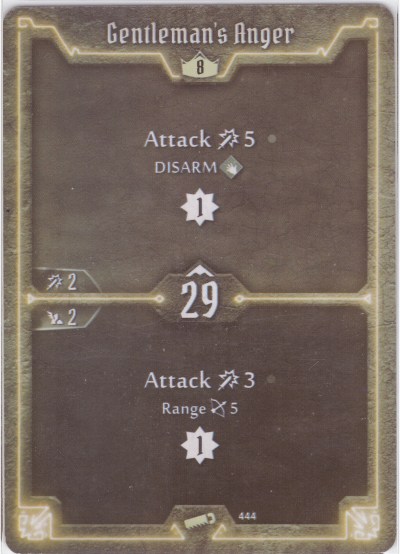 Gentleman's Anger
8
Attack 5
DISARM
1
2
29
2
Attack 3
Range 5
1
444